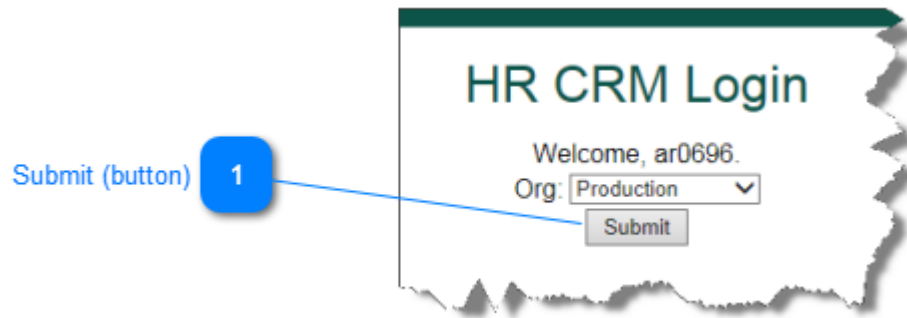 HR CRM Login
Welcome, ar0696.
Org: Production
Submit (button) 1
Submit